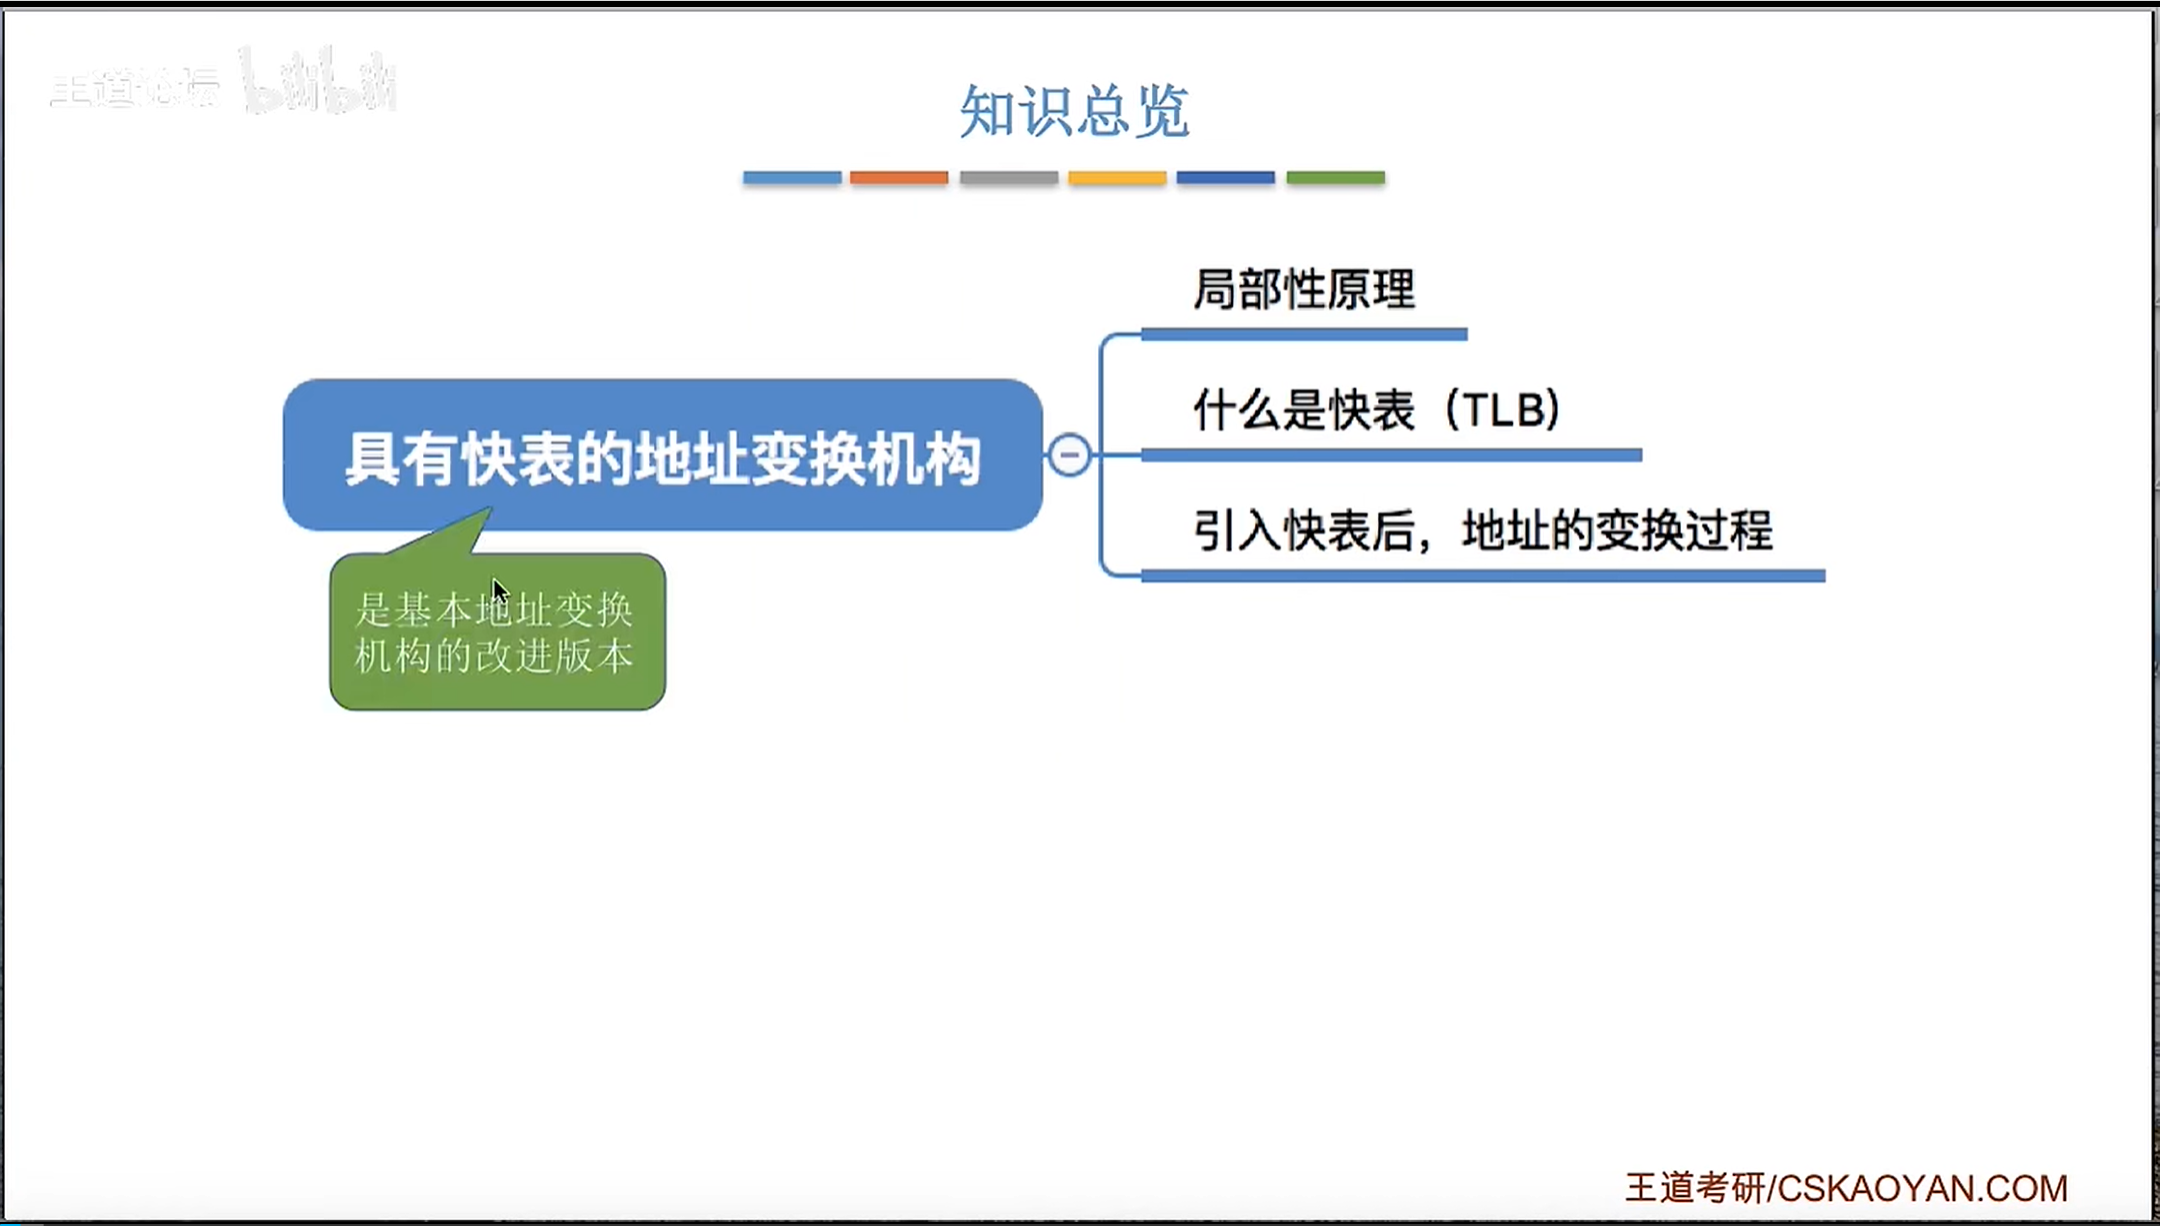 王道论坛 bilibili
知识总览
局部性原理
什么是快表（TLB）
具有快表的地址变换机构
引入快表后，地址的变换过程
是基本地址变换
机构的改进版本
王道考研/CSKAOYAN.COM